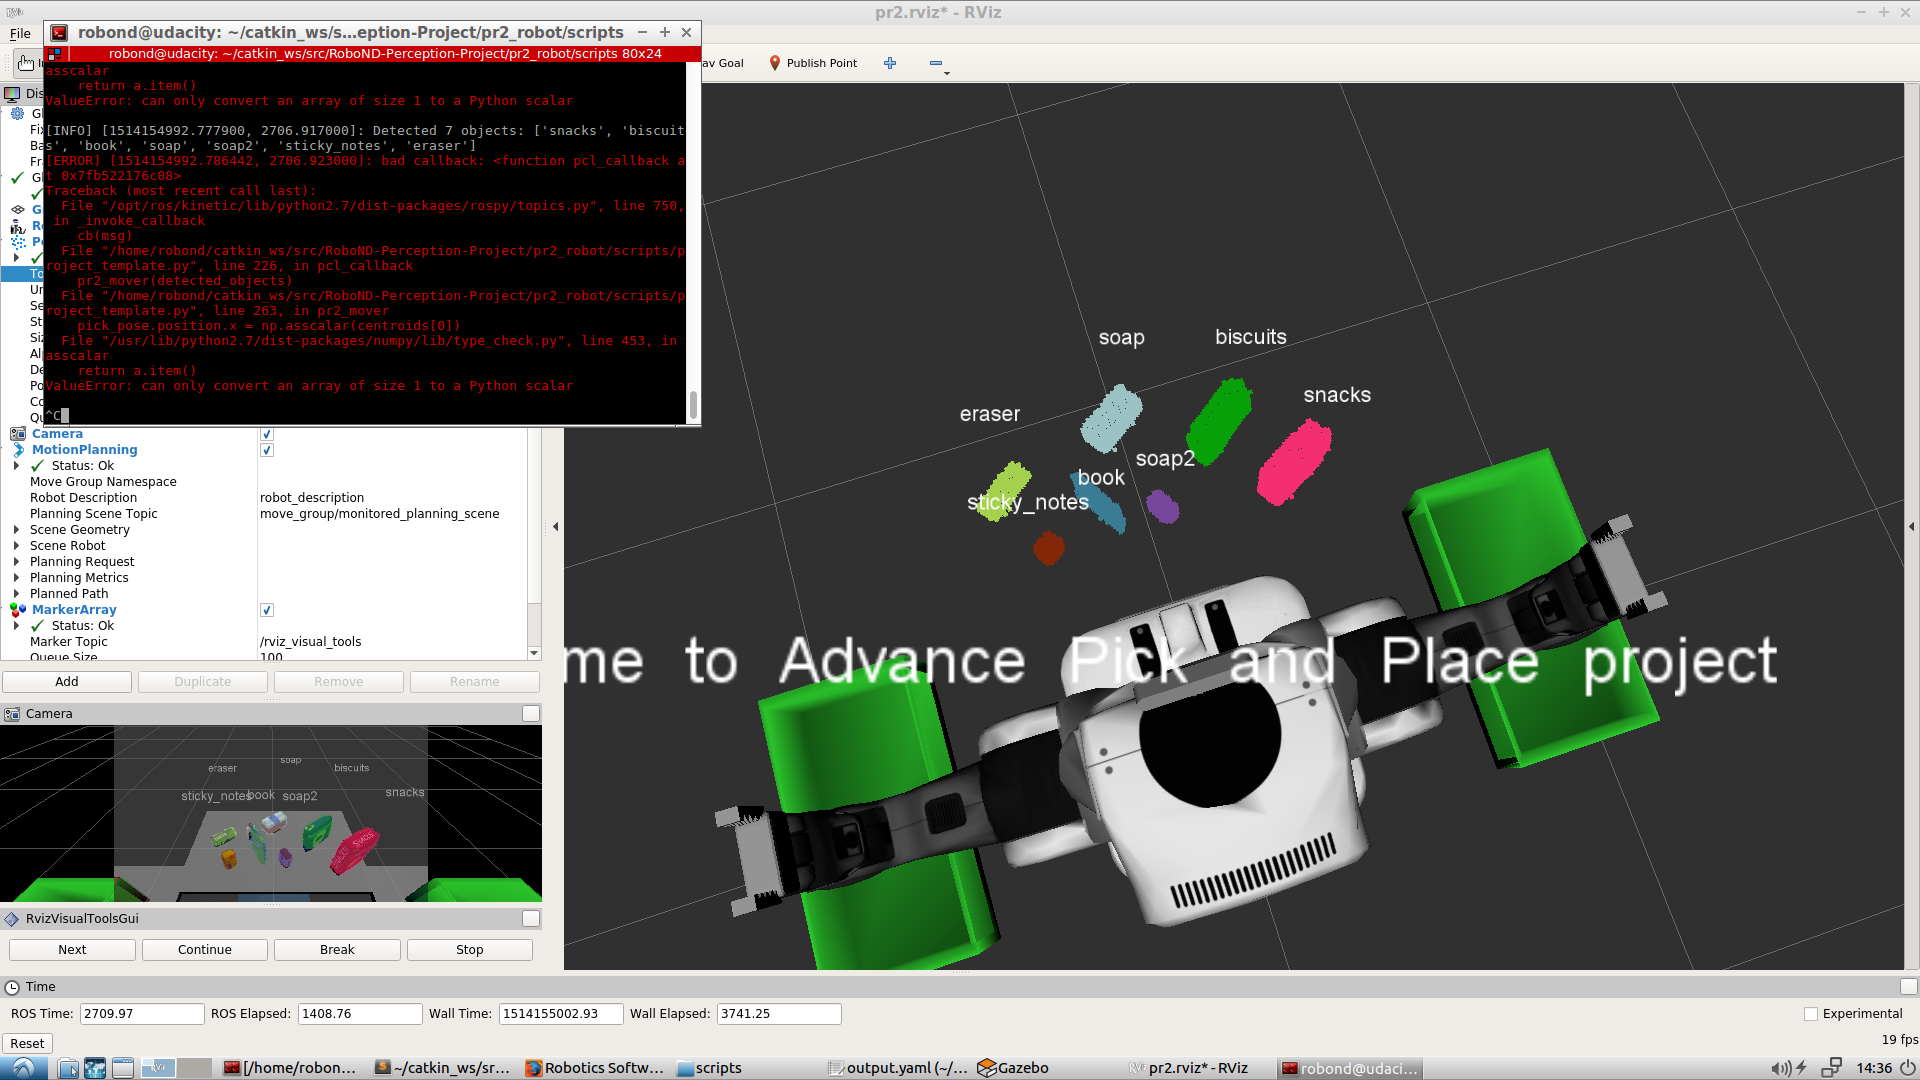 pr2.rviz* - RViz
File
robond@udacity: ~/catkin_ws/s...eption-Project/pr2_robot/scripts
robond@udacity: ~/catkin_ws/src/RoboND-Perception-Project/pr2_robot/scripts 80x24
av Goal
Publish Point
asscalar
return a.item()
ValueError: can only convert an array of size 1 to a Python scalar
[INFO] [1514154992.777900, 2706.917000]: Detected 7 objects: ['snacks', 'biscuit
s', 'book', 'soap', 'soap2', 'sticky_notes', 'eraser']
[ERROR] [1514154992.786442, 2706.923000]: bad callback: <function pcl_callback a
t 0x7fb522176c08>
Traceback (most recent call last):
File "/opt/ros/kinetic/lib/python2.7/dist-packages/rospy/topics.py", line 750,
in _invoke_callback
cb(msg)
File "/home/robond/catkin_ws/src/RoboND-Perception-Project/pr2_robot/scripts/p
roject_template.py", line 226, in pcl_callback
pr2_mover(detected_objects)
File "/home/robond/catkin_ws/src/RoboND-Perception-Project/pr2_robot/scripts/p
roject_template.py", line 263, in pr2_mover
pick_pose.position.x = np.asscalar(centroids[0])
File "/usr/lib/python2.7/dist-packages/numpy/lib/type_check.py", line 453, in
asscalar
return a.item()
ValueError: can only convert an array of size 1 to a Python scalar
^C
Camera
MotionPlanning
Status: Ok
Move Group Namespace
Robot Description robot_description
Planning Scene Topic move_group/monitored_planning_scene
Scene Geometry
Scene Robot
Planning Request
Planning Metrics
Planned Path
MarkerArray
Status: Ok
Marker Topic /rviz_visual_tools
Queue Size 100
Add Duplicate Remove Rename
Camera
eraser soap biscuits
sticky_notes book soap2 snacks
RvizVisualToolsGui
Next Continue Break Stop
soap biscuits
snacks
eraser
soap2
book
sticky_notes
me to Advance Pick and Place project
Time
ROS Time: 2709.97 ROS Elapsed: 1408.76 Wall Time: 1514155002.93 Wall Elapsed: 3741.25 Experimental
Reset 19 fps
[/home/robon... ~/catkin_ws/sr... Robotics Softw... scripts output.yaml (~/... Gazebo pr2.rviz* - RViz robond@udaci... 14:36